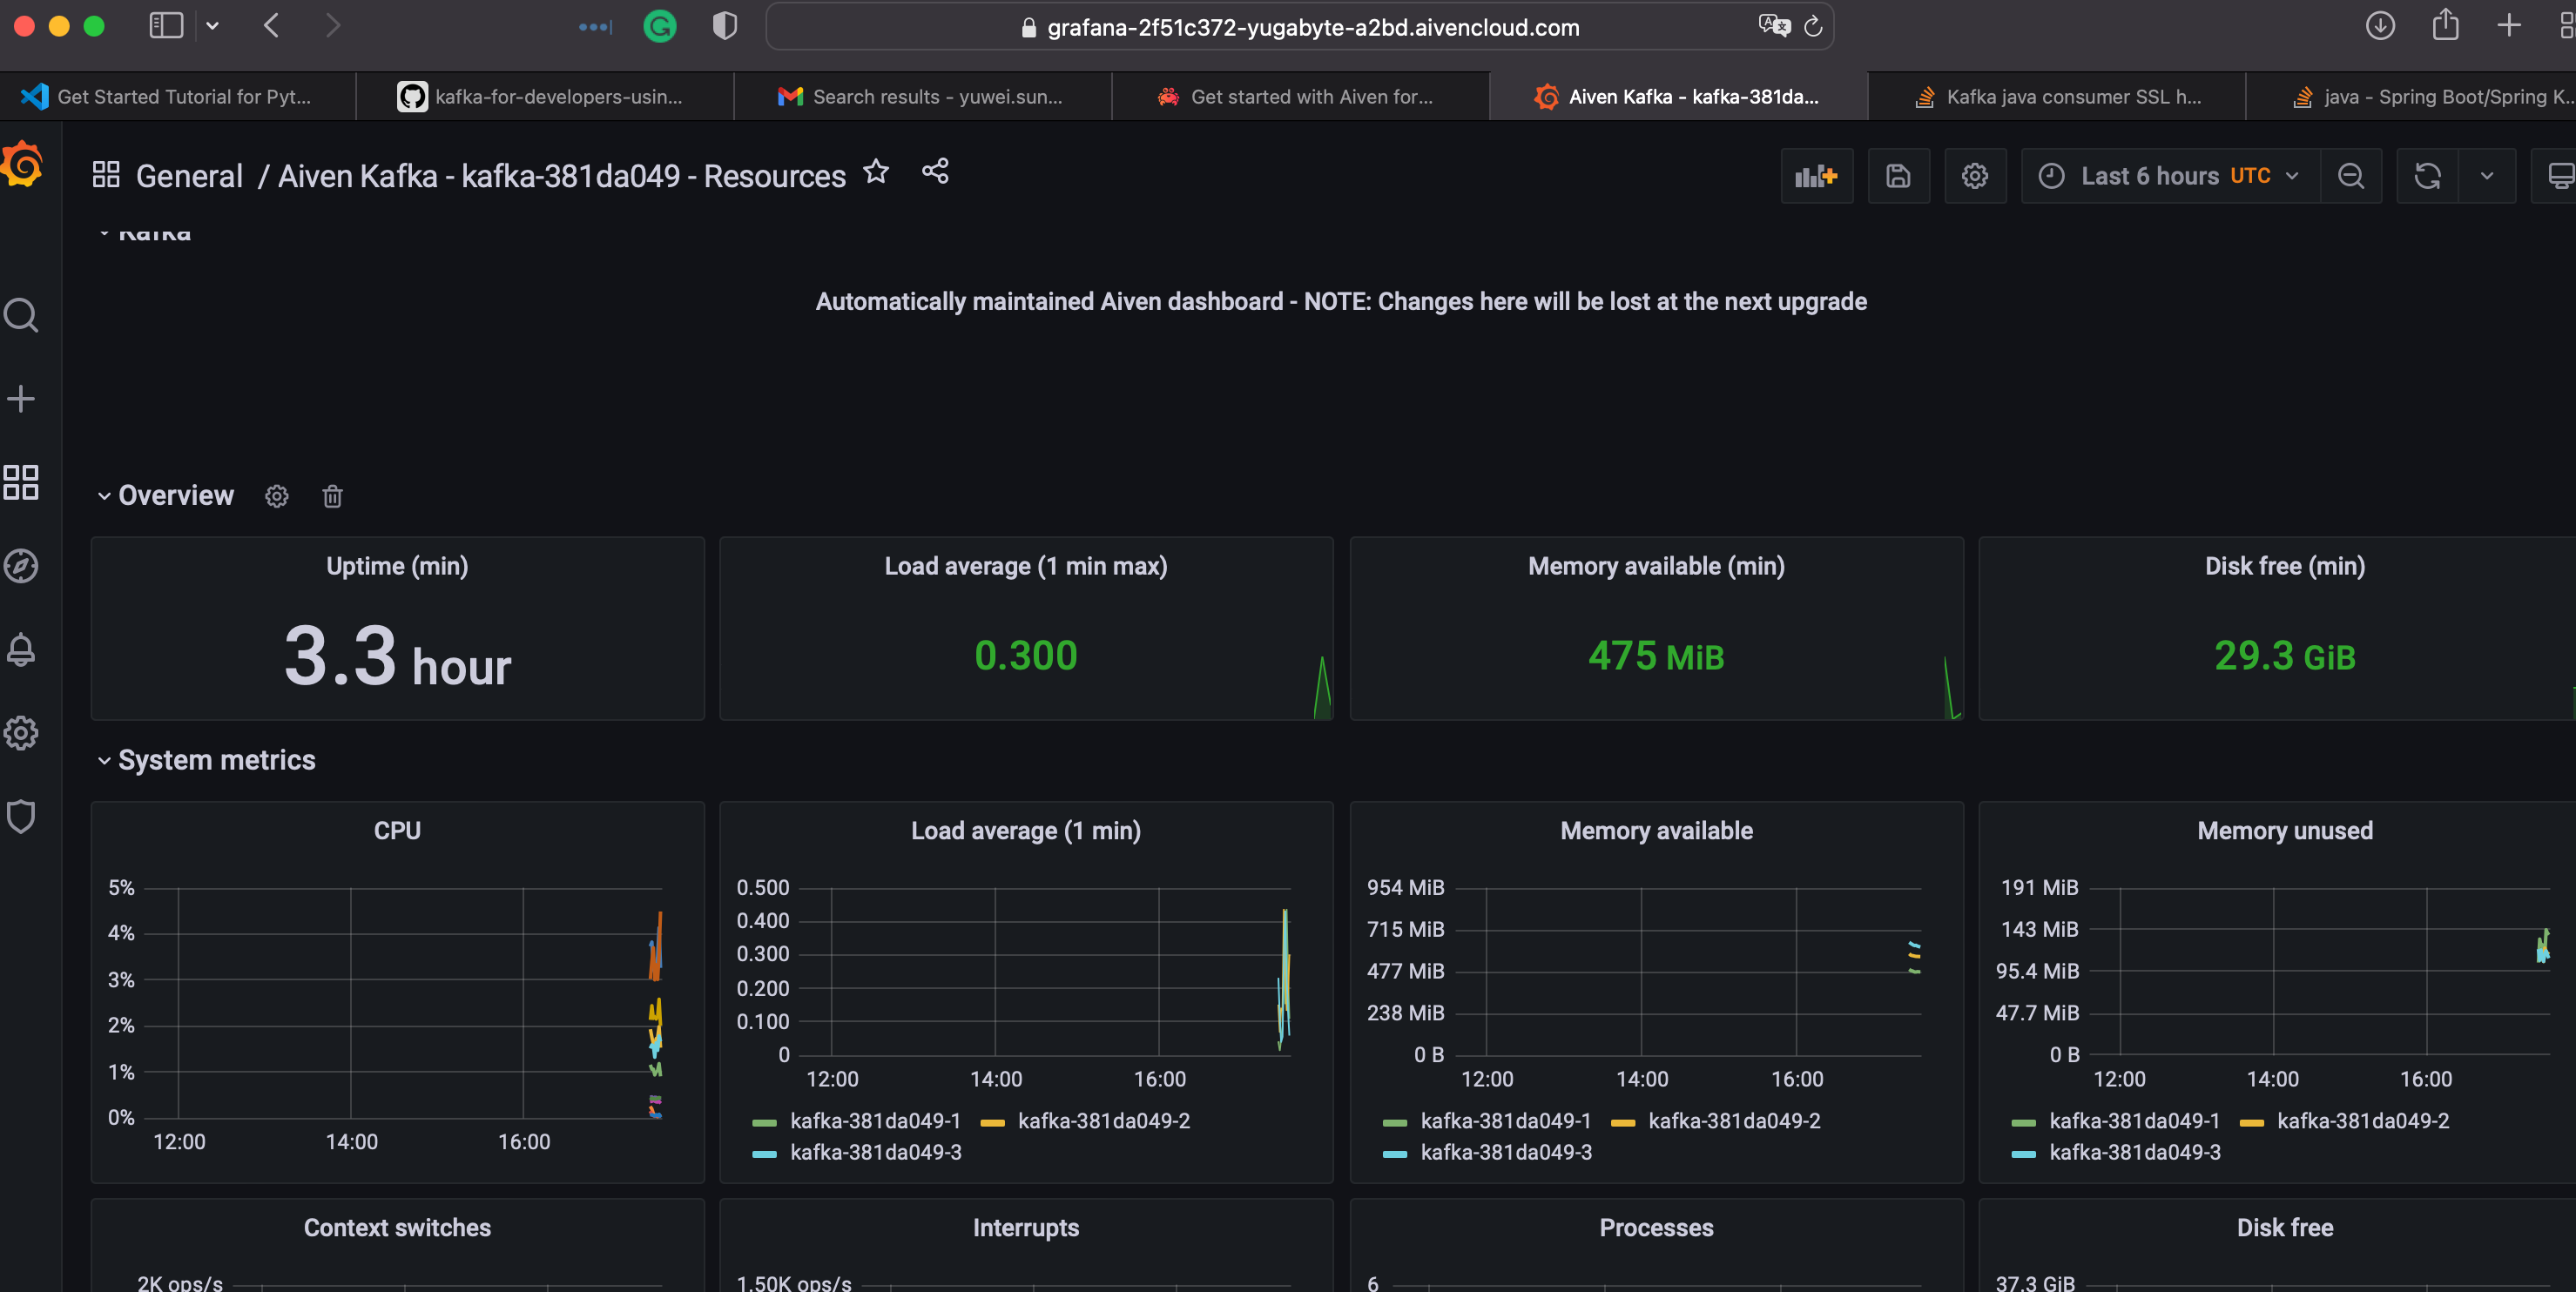 grafana-2f51c372-yugabyte-a2bd.aivencloud.com
Get Started Tutorial for Pyt...
kafka-for-developers-usin...
Search results - yuwei.sun...
Get started with Aiven for...
Aiven Kafka - kafka-381da...
Kafka java consumer SSL h...
java - Spring Boot/Spring K...
General / Aiven Kafka - kafka-381da049 - Resources
Last 6 hours UTC
Kafka
Automatically maintained Aiven dashboard - NOTE: Changes here will be lost at the next upgrade
Overview
Uptime (min)
3.3 hour
Load average (1 min max)
0.300
Memory available (min)
475 MiB
Disk free (min)
29.3 GiB
System metrics
CPU
5%
4%
3%
2%
1%
0%
12:00 14:00 16:00
Load average (1 min)
0.500
0.400
0.300
0.200
0.100
0
12:00 14:00 16:00
kafka-381da049-1 kafka-381da049-2
kafka-381da049-3
Memory available
954 MiB
715 MiB
477 MiB
238 MiB
0 B
12:00 14:00 16:00
kafka-381da049-1 kafka-381da049-2
kafka-381da049-3
Memory unused
191 MiB
143 MiB
95.4 MiB
47.7 MiB
0 B
12:00 14:00 16:00
kafka-381da049-1 kafka-381da049-2
kafka-381da049-3
Context switches
2K ops/s
Interrupts
1.50K ops/s
Processes
6
Disk free
37.3 GiB